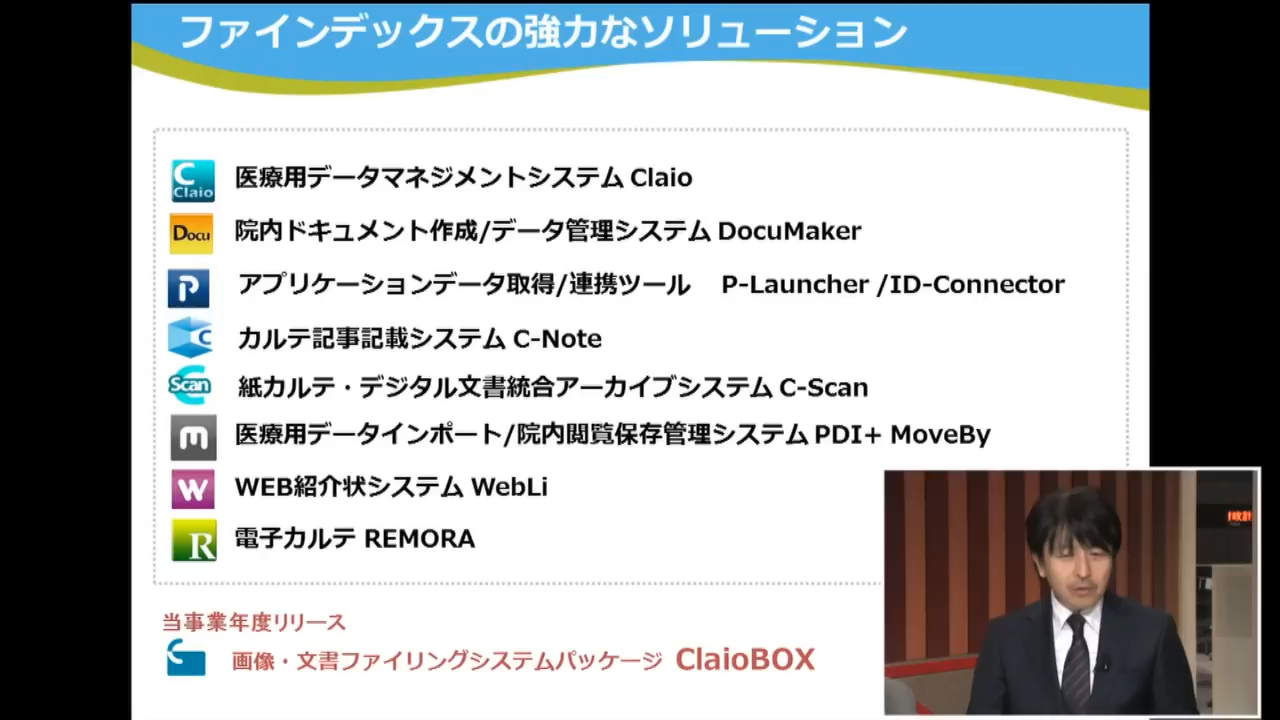 ファインデックスの強力なソリューション
C
Claio
医療用データマネジメントシステム Claio
Docu
院内ドキュメント作成/データ管理システム DocuMaker
P
アプリケーションデータ取得/連携ツール P-Launcher /ID-Connector
C
カルテ記事記載システム C-Note
Scan
紙カルテ・デジタル文書統合アーカイブシステム C-Scan
m
医療用データインポート/院内閲覧保存管理システム PDI+ MoveBy
W
WEB紹介状システム WebLi
R
電子カルテ REMORA
当事業年度リリース
画像・文書ファイリングシステムパッケージ ClaioBOX